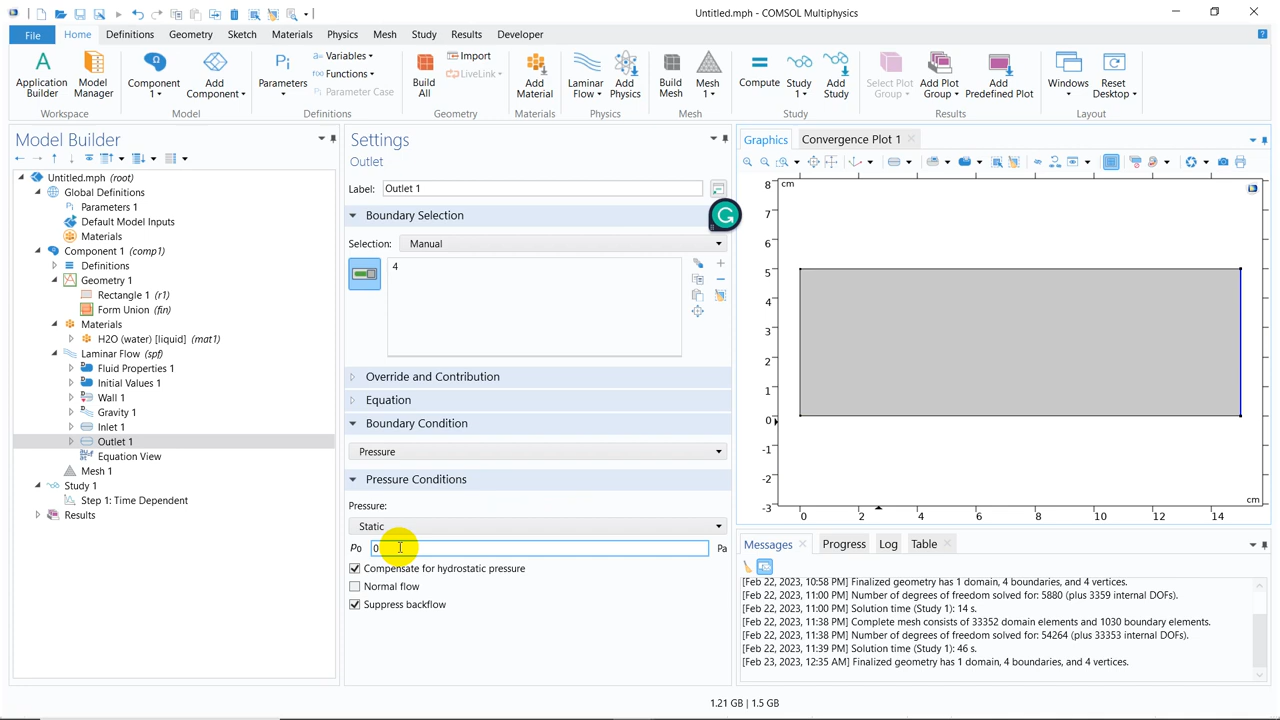 Untitled.mph - COMSOL Multiphysics
File Home Definitions Geometry Sketch Materials Physics Mesh Study Results Developer
Application Builder
Model Manager
Workspace
Component 1
Add Component
Model
Parameters
a= Variables
f(x) Functions
Pi Parameter Case
Definitions
Build All
Import
LiveLink
Geometry
Add Material
Materials
Laminar Flow
Add Physics
Physics
Build Mesh
Mesh 1
Mesh
Compute
Study 1
Add Study
Study
Select Plot Group
Add Plot Group
Add Predefined Plot
Results
Windows
Reset Desktop
Layout
Model Builder
Untitled.mph (root)
Global Definitions
Parameters 1
Default Model Inputs
Materials
Component 1 (comp1)
Definitions
Geometry 1
Rectangle 1 (r1)
Form Union (fin)
Materials
H2O (water) [liquid] (mat1)
Laminar Flow (spf)
Fluid Properties 1
Initial Values 1
Wall 1
Gravity 1
Inlet 1
Outlet 1
Equation View
Mesh 1
Study 1
Step 1: Time Dependent
Results
Settings
Outlet
Label: Outlet 1
Boundary Selection
Selection: Manual
4
Override and Contribution
Equation
Boundary Condition
Pressure
Pressure Conditions
Pressure:
Static
p0 0 Pa
Compensate for hydrostatic pressure
Normal flow
Suppress backflow
Graphics Convergence Plot 1
cm
8
7
6
5
4
3
2
1
0
-1
-2
-3
0 2 4 6 8 10 12 14
cm
Messages Progress Log Table
[Feb 22, 2023, 10:58 PM] Finalized geometry has 1 domain, 4 boundaries, and 4 vertices.
[Feb 22, 2023, 11:00 PM] Number of degrees of freedom solved for: 5880 (plus 3359 internal DOFs).
[Feb 22, 2023, 11:00 PM] Solution time (Study 1): 14 s.
[Feb 22, 2023, 11:38 PM] Complete mesh consists of 33352 domain elements and 1030 boundary elements.
[Feb 22, 2023, 11:38 PM] Number of degrees of freedom solved for: 54264 (plus 33353 internal DOFs).
[Feb 22, 2023, 11:39 PM] Solution time (Study 1): 46 s.
[Feb 23, 2023, 12:35 AM] Finalized geometry has 1 domain, 4 boundaries, and 4 vertices.
1.21 GB | 1.5 GB